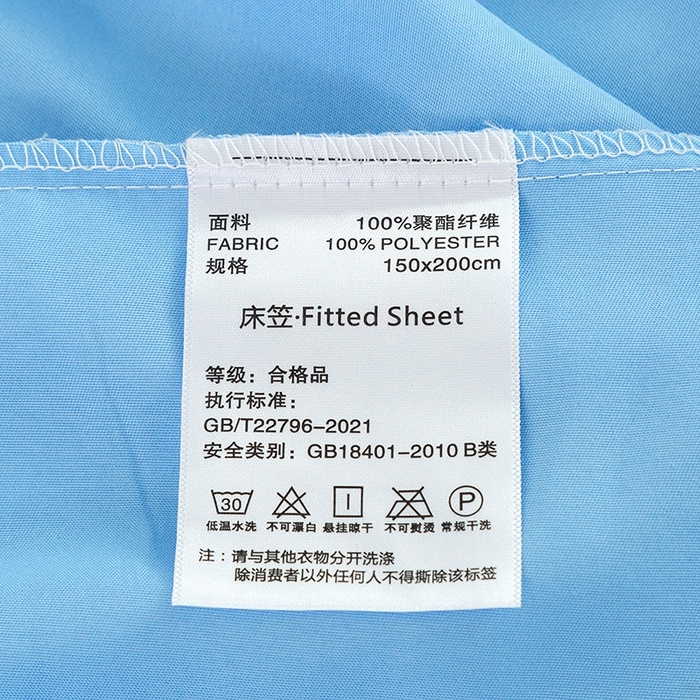 面料 100%聚酯纤维
FABRIC 100% POLYESTER
规格 150x200cm
床笠·Fitted Sheet
等级：合格品
执行标准：
GB/T22796-2021
安全类别：GB18401-2010 B类
30 P
低温水洗 不可漂白 悬挂晾干 不可熨烫 常规干洗
注：请与其他衣物分开洗涤
除消费者以外任何人不得撕除该标签